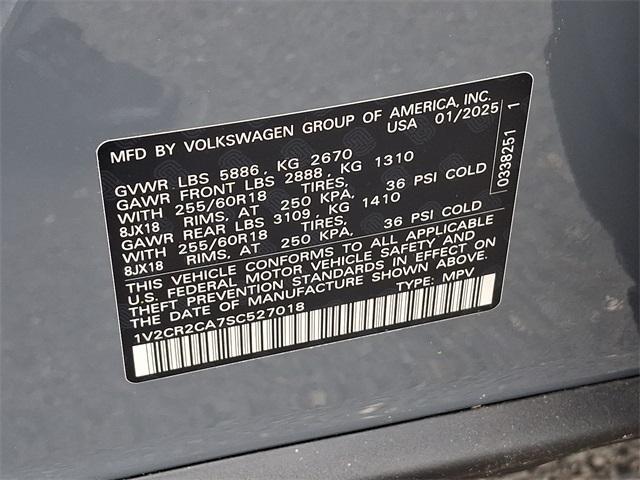 MFD BY VOLKSWAGEN GROUP OF AMERICA, INC.
USA 01/2025
GVWR LBS 5886, KG 2670
GAWR FRONT LBS 2888, KG 1310
WITH 255/60R18 TIRES,
8JX18 RIMS, AT 250 KPA, 36 PSI COLD
GAWR REAR LBS 3109, KG 1410
WITH 255/60R18 TIRES,
8JX18 RIMS, AT 250 KPA, 36 PSI COLD
THIS VEHICLE CONFORMS TO ALL APPLICABLE
U.S. FEDERAL MOTOR VEHICLE SAFETY AND
THEFT PREVENTION STANDARDS IN EFFECT ON
THE DATE OF MANUFACTURE SHOWN ABOVE.
1V2CR2CA7SC527018 TYPE: MPV
0338251 1